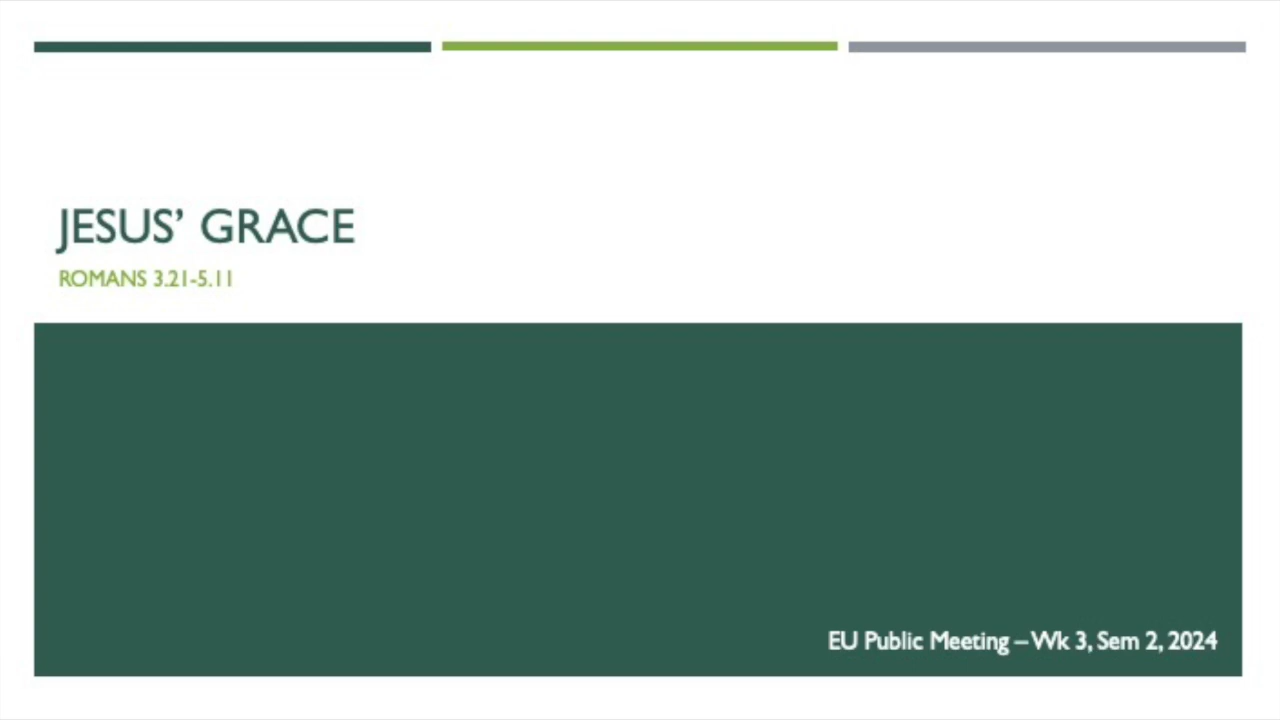 JESUS’ GRACE
ROMANS 3.21-5.11
EU Public Meeting – Wk 3, Sem 2, 2024